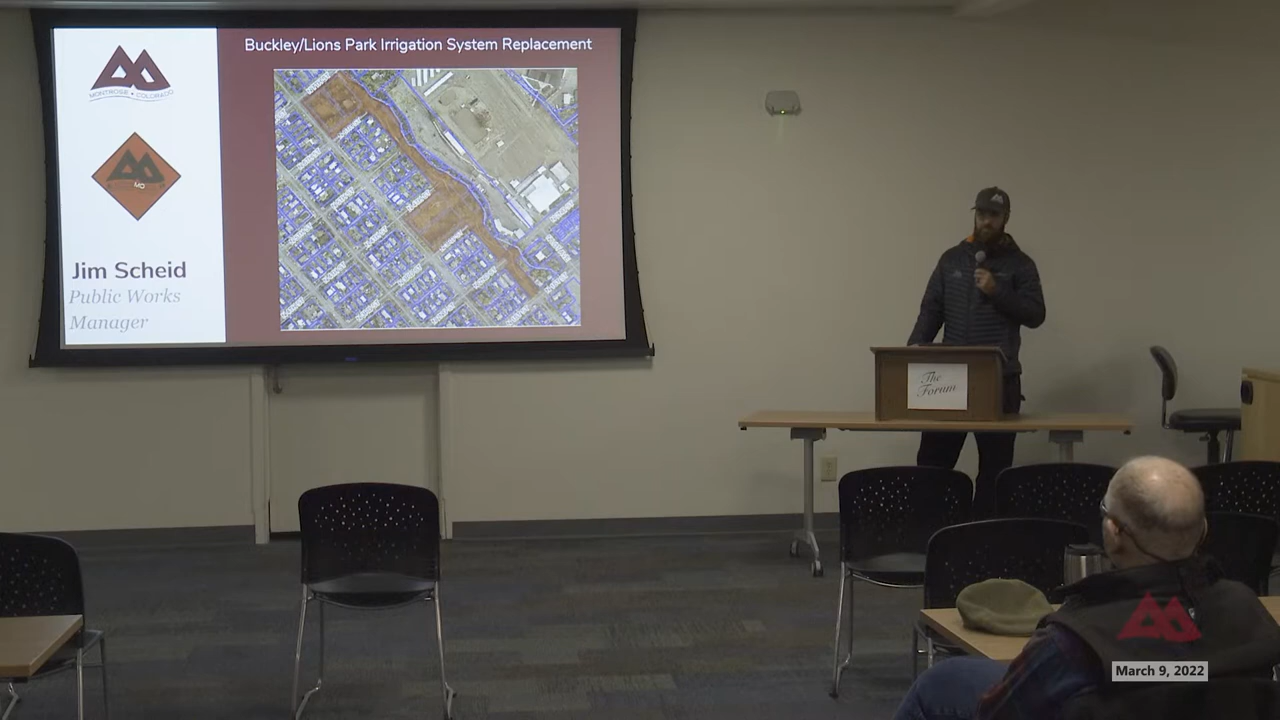 Buckley/Lions Park Irrigation System Replacement
MONTROSE • COLORADO
Jim Scheid
Public Works
Manager
The
Forum
March 9, 2022